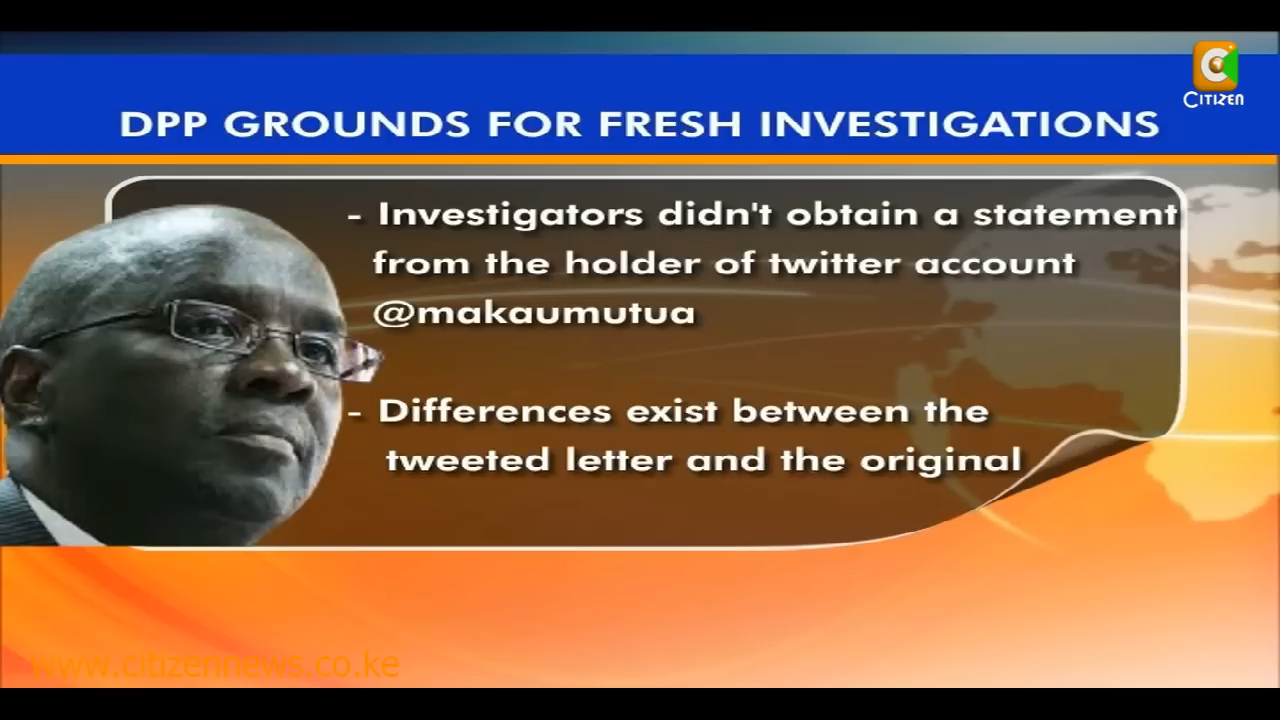 CITIZEN
DPP GROUNDS FOR FRESH INVESTIGATIONS
- Investigators didn't obtain a statement
from the holder of twitter account
@makaumutua
- Differences exist between the
tweeted letter and the original
www.citizennews.co.ke